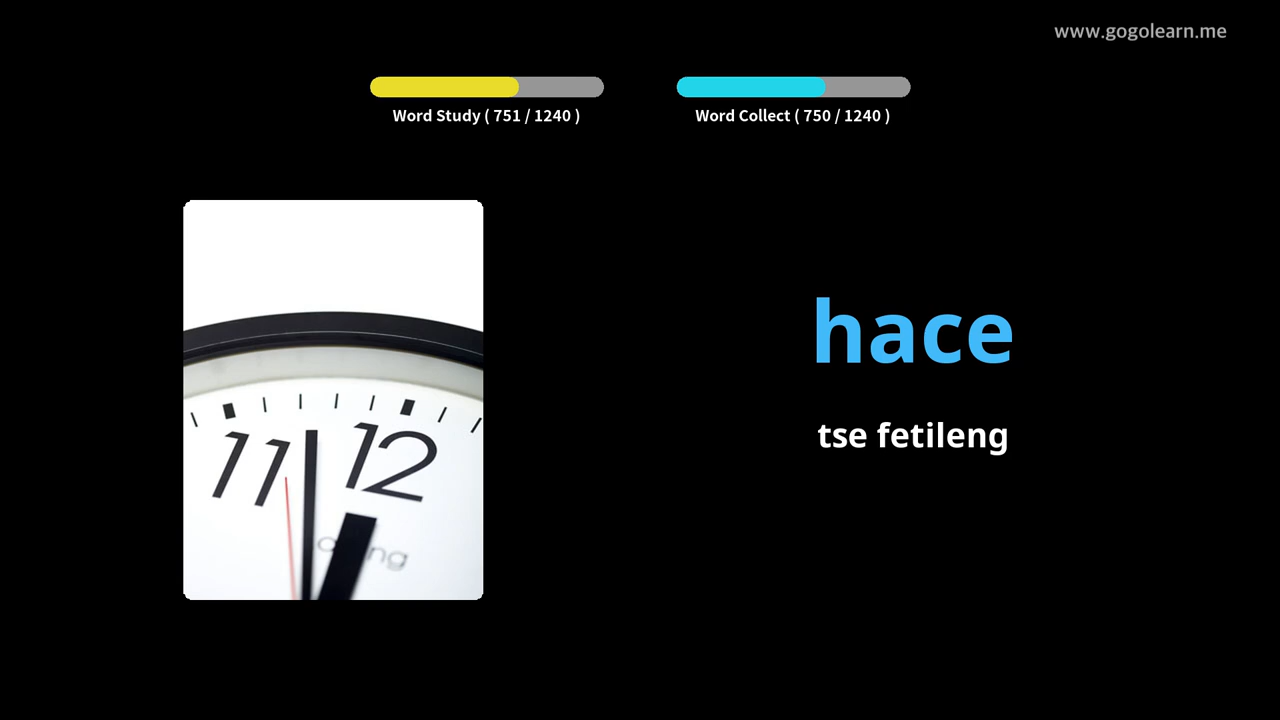 www.gogolearn.me
Word Study ( 751 / 1240 )
Word Collect ( 750 / 1240 )
hace
tse fetileng
11
12